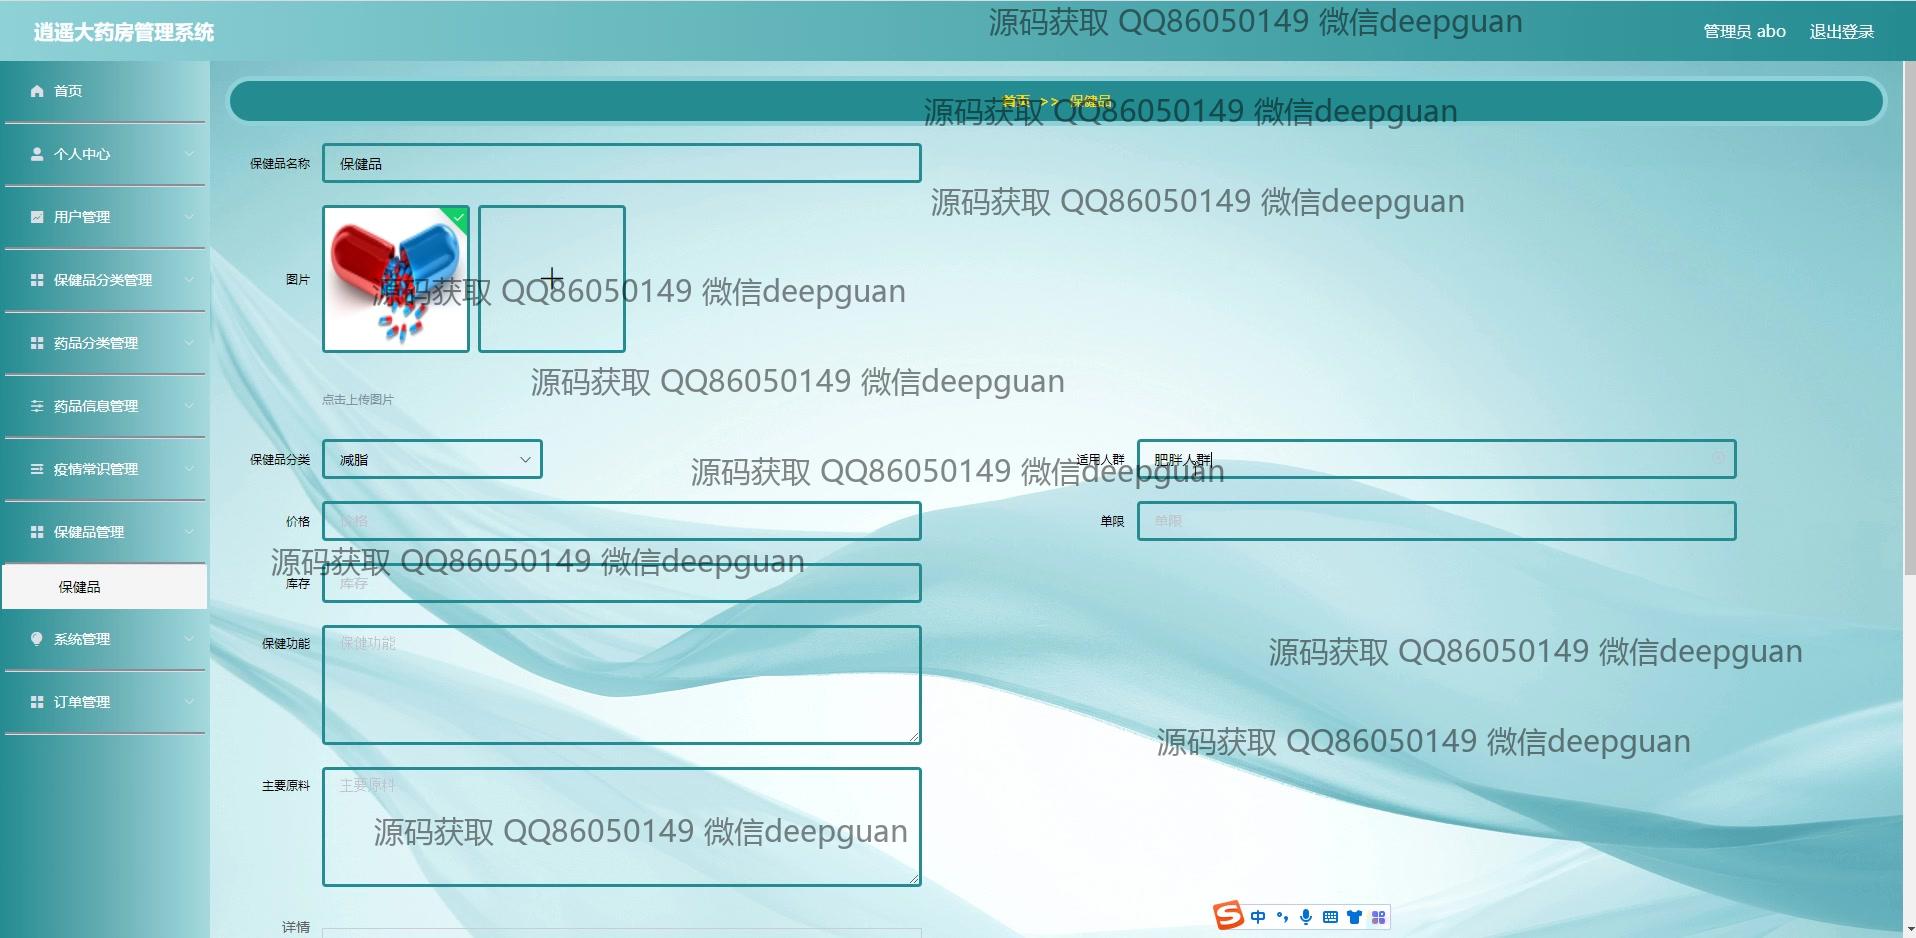 逍遥大药房管理系统
源码获取 QQ86050149 微信deepguan
管理员 abo
退出登录
首页
个人中心
用户管理
保健品分类管理
药品分类管理
药品信息管理
疫情常识管理
保健品管理
保健品
系统管理
订单管理
首页 >> 保健品
源码获取 QQ86050149 微信deepguan
保健品名称
保健品
源码获取 QQ86050149 微信deepguan
图片
源码获取 QQ86050149 微信deepguan
源码获取 QQ86050149 微信deepguan
点击上传图片
保健品分类
减脂
适用人群
肥胖人群
源码获取 QQ86050149 微信deepguan
价格
价格
单限
单限
源码获取 QQ86050149 微信deepguan
库存
库存
保健功能
保健功能
源码获取 QQ86050149 微信deepguan
源码获取 QQ86050149 微信deepguan
主要原料
主要原料
源码获取 QQ86050149 微信deepguan
详情
S 中